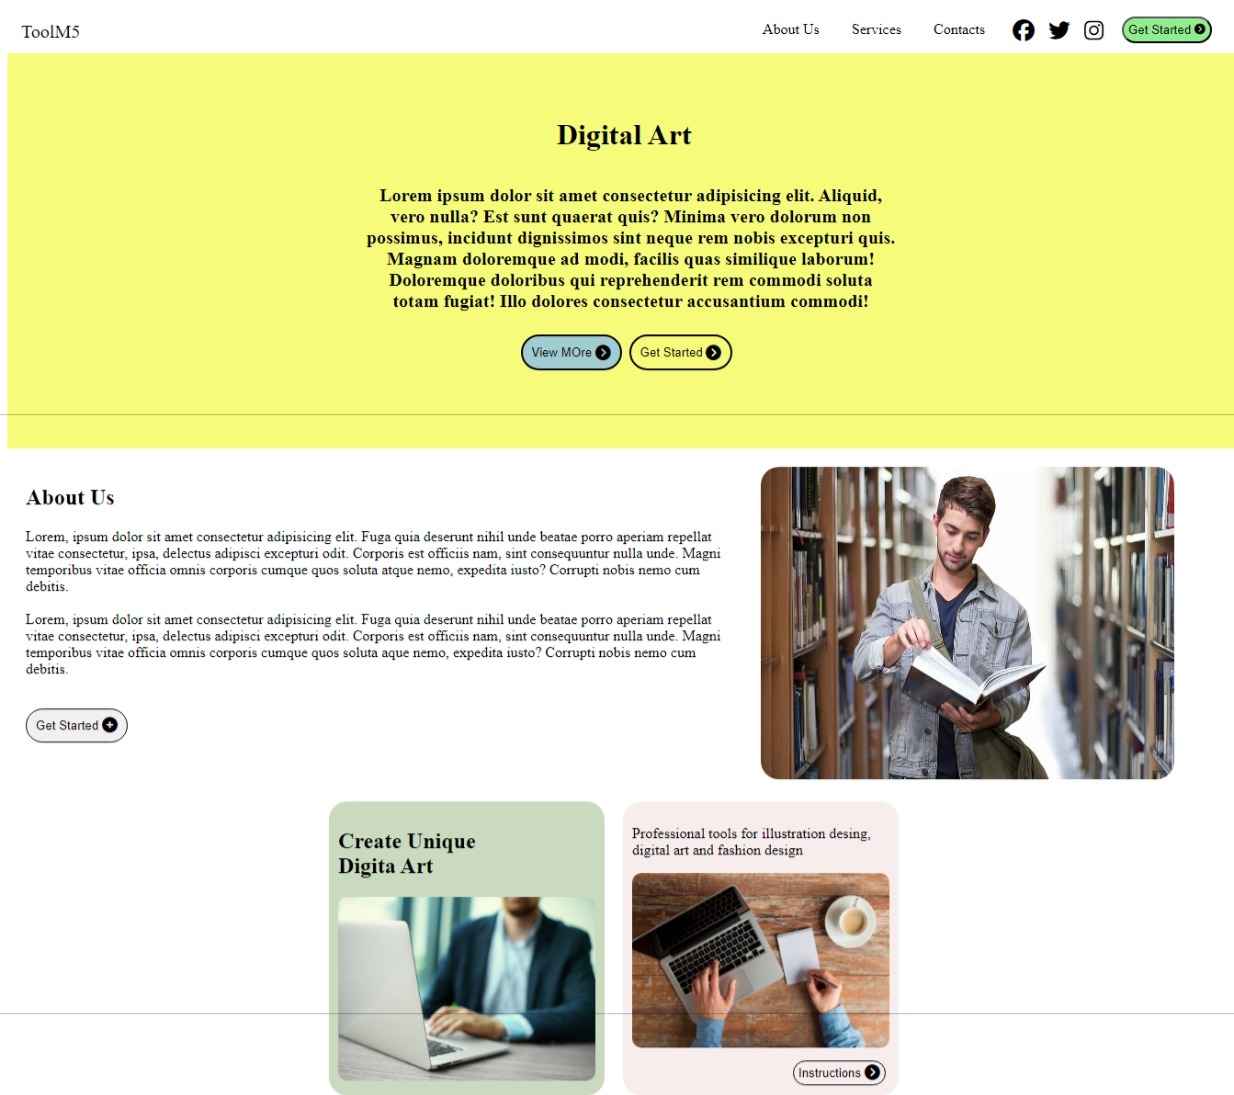 ToolM5
About Us
Services
Contacts
Get Started
Digital Art
Lorem ipsum dolor sit amet consectetur adipisicing elit. Aliquid,
vero nulla? Est sunt quaerat quis? Minima vero dolorum non
possimus, incidunt dignissimos sint neque rem nobis excepturi quis.
Magnam doloremque ad modi, facilis quas similique laborum!
Doloremque doloribus qui reprehenderit rem commodi soluta
totam fugiat! Illo dolores consectetur accusantium commodi!
View MOre
Get Started
About Us
Lorem, ipsum dolor sit amet consectetur adipisicing elit. Fuga quia deserunt nihil unde beatae porro aperiam repellat
vitae consectetur, ipsa, delectus adipisci excepturi odit. Corporis est officiis nam, sint consequuntur nulla unde. Magni
temporibus vitae officia omnis corporis cumque quos soluta atque nemo, expedita iusto? Corrupti nobis nemo cum
debitis.
Lorem, ipsum dolor sit amet consectetur adipisicing elit. Fuga quia deserunt nihil unde beatae porro aperiam repellat
vitae consectetur, ipsa, delectus adipisci excepturi odit. Corporis est officiis nam, sint consequuntur nulla unde. Magni
temporibus vitae officia omnis corporis cumque quos soluta aque nemo, expedita iusto? Corrupti nobis nemo cum
debitis.
Get Started
Create Unique
Digita Art
Professional tools for illustration desing,
digital art and fashion design
Instructions